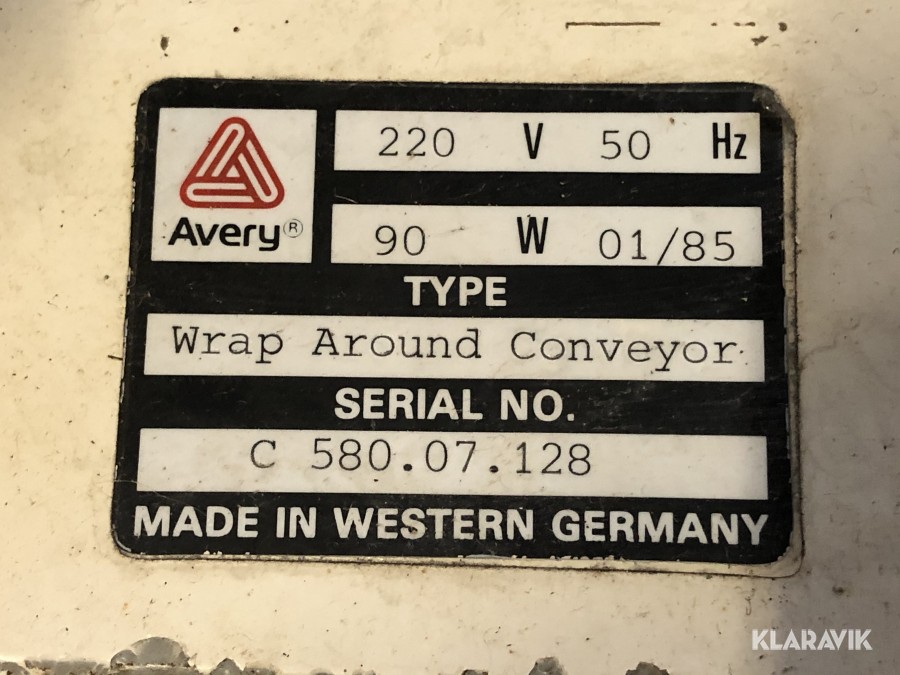 Avery®
220 V 50 Hz
90 W 01/85
TYPE
Wrap Around Conveyor
SERIAL NO.
C 580.07.128
MADE IN WESTERN GERMANY
KLARAVIK